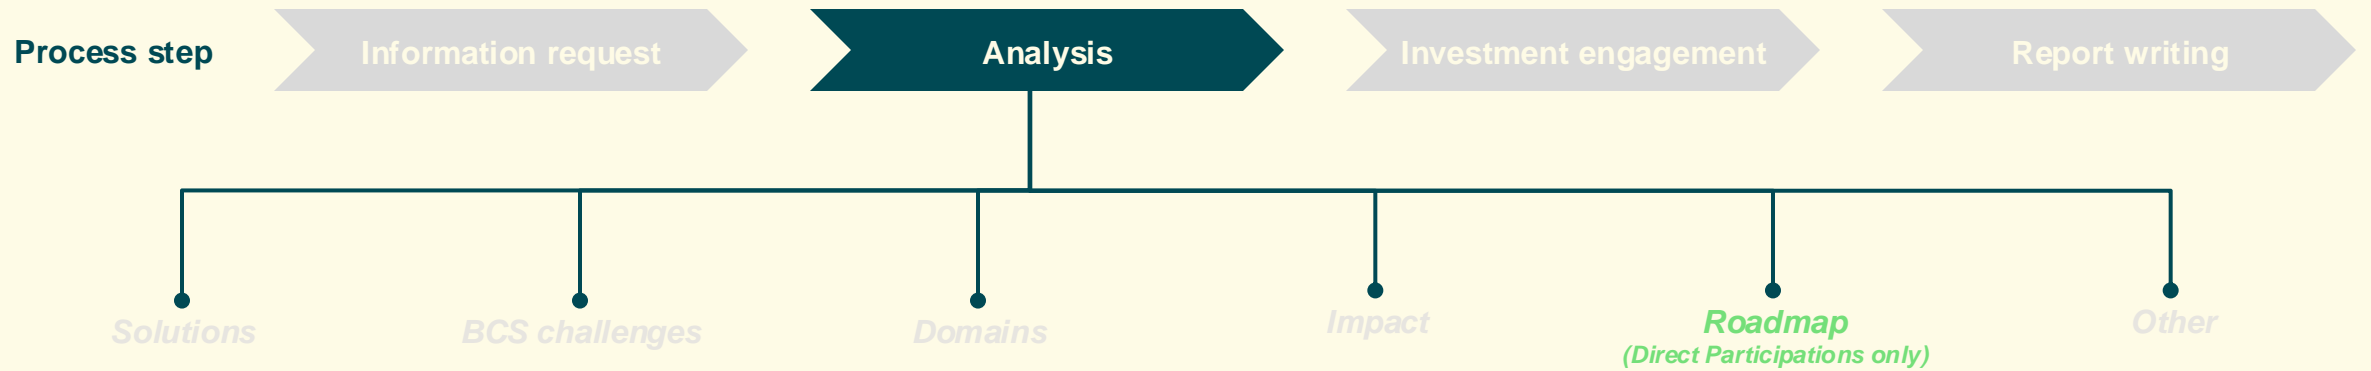 Process step
Information request
Analysis
Investment engagement
Report writing
Solutions
BCS challenges
Domains
Impact
Roadmap
(Direct Participations only)
Other